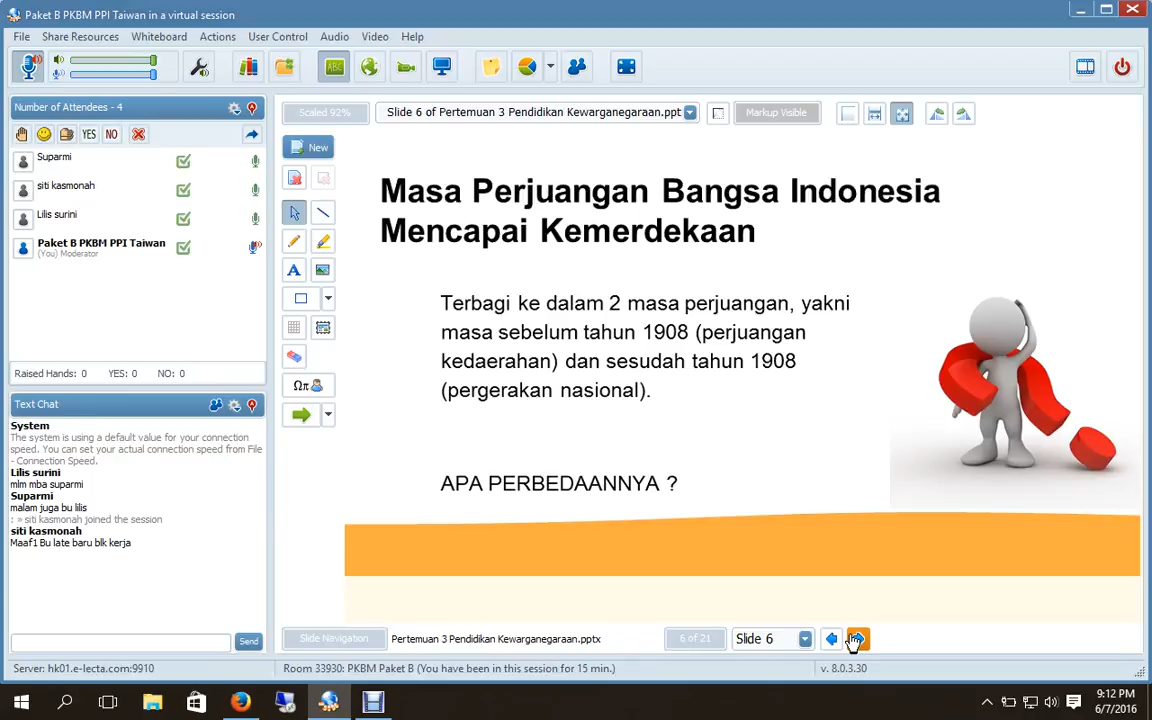 Paket B PKBM PPI Taiwan in a virtual session
File Share Resources Whiteboard Actions User Control Audio Video Help
ABC
Number of Attendees - 4
YES NO
Suparmi
siti kasmonah
Lilis surini
Paket B PKBM PPI Taiwan
(You) Moderator
Raised Hands: 0 YES: 0 NO: 0
Text Chat
System
The system is using a default value for your connection
speed. You can set your actual connection speed from File
- Connection Speed.
Lilis surini
mlm mba suparmi
Suparmi
malam juga bu lilis
: » siti kasmonah joined the session
siti kasmonah
Maaf1 Bu late baru blk kerja
Send
Scaled 92% Slide 6 of Pertemuan 3 Pendidikan Kewarganegaraan.ppt Markup Visible
New
A
Ωπ
Masa Perjuangan Bangsa Indonesia
Mencapai Kemerdekaan
Terbagi ke dalam 2 masa perjuangan, yakni
masa sebelum tahun 1908 (perjuangan
kedaerahan) dan sesudah tahun 1908
(pergerakan nasional).
APA PERBEDAANNYA ?
Slide Navigation Pertemuan 3 Pendidikan Kewarganegaraan.pptx 6 of 21 Slide 6
Server: hk01.e-lecta.com:9910 Room 33930: PKBM Paket B (You have been in this session for 15 min.) v. 8.0.3.30
9:12 PM
6/7/2016